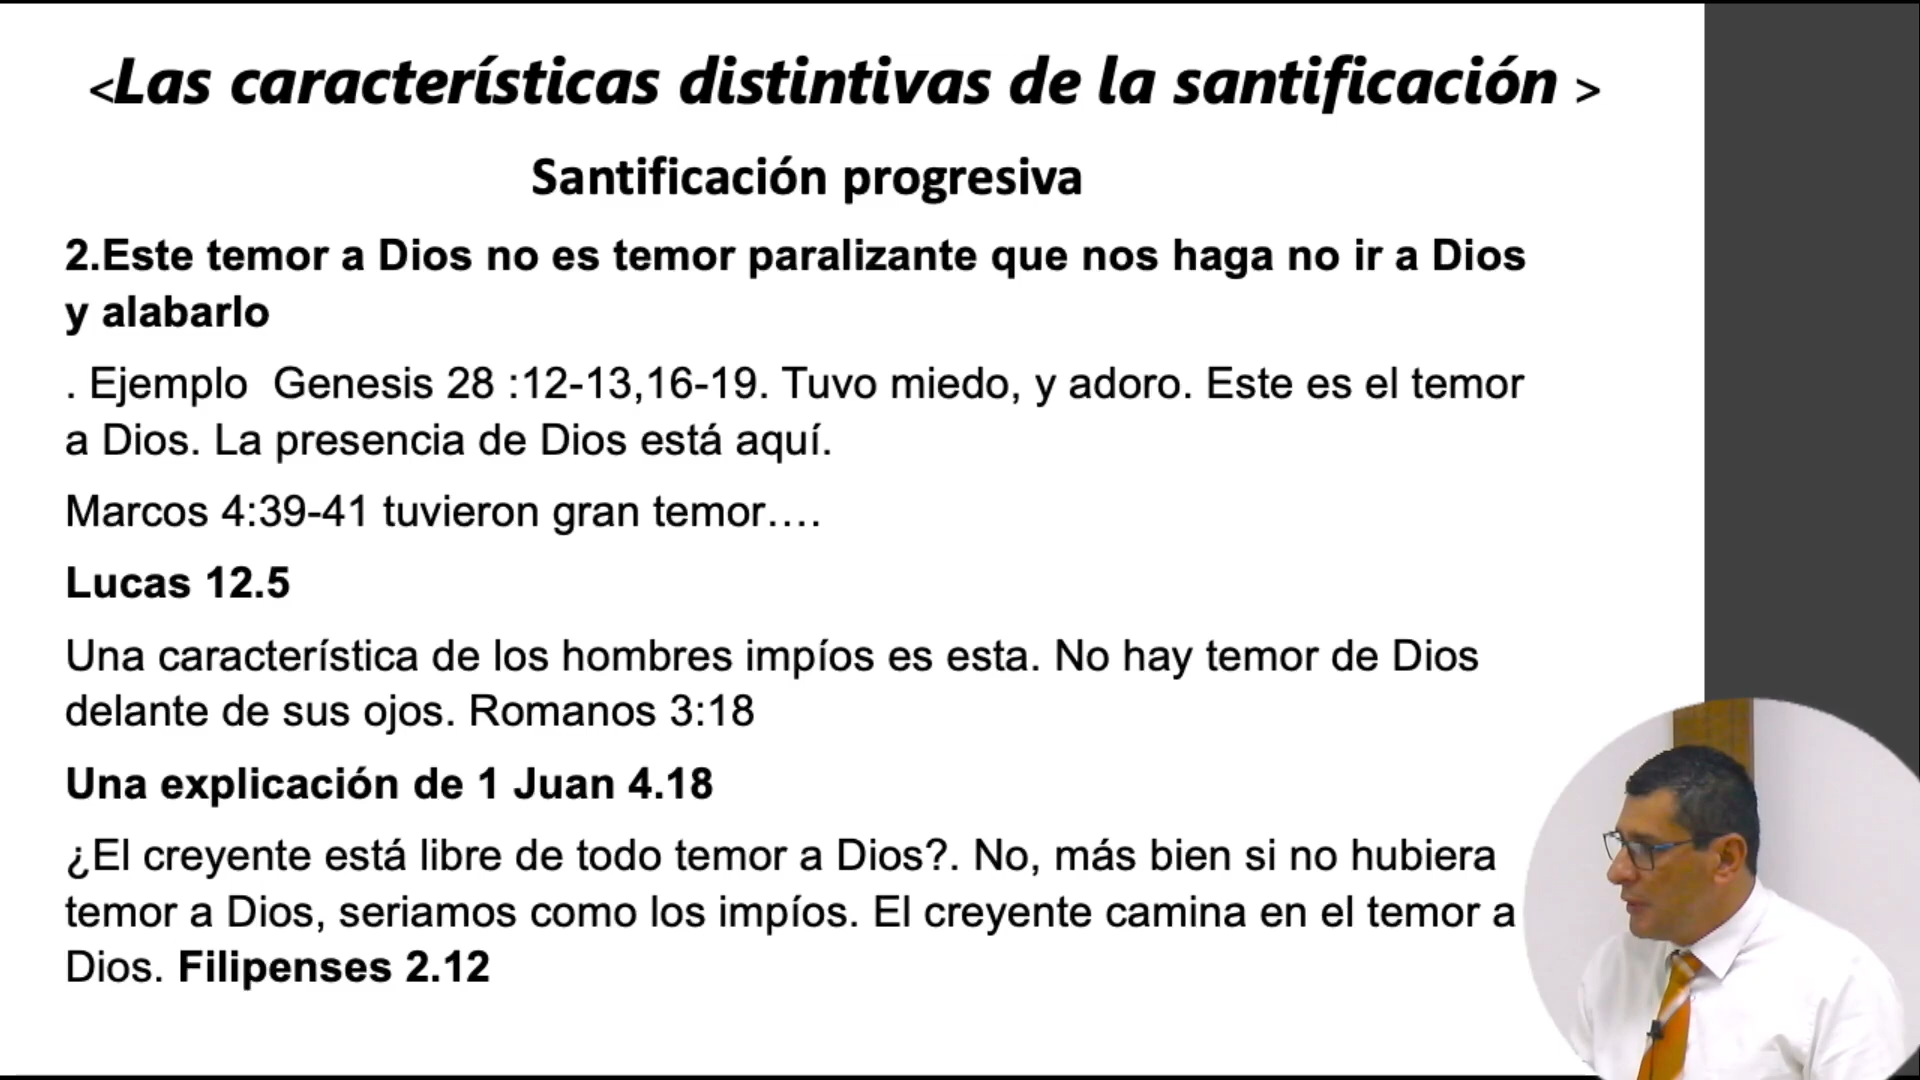 <Las características distintivas de la santificación >
Santificación progresiva
2.Este temor a Dios no es temor paralizante que nos haga no ir a Dios
y alabarlo
. Ejemplo  Genesis 28 :12-13,16-19. Tuvo miedo, y adoro. Este es el temor
a Dios. La presencia de Dios está aquí.
Marcos 4:39-41 tuvieron gran temor….
Lucas 12.5
Una característica de los hombres impíos es esta. No hay temor de Dios
delante de sus ojos. Romanos 3:18
Una explicación de 1 Juan 4.18
¿El creyente está libre de todo temor a Dios?. No, más bien si no hubiera
temor a Dios, seriamos como los impíos. El creyente camina en el temor a
Dios. Filipenses 2.12